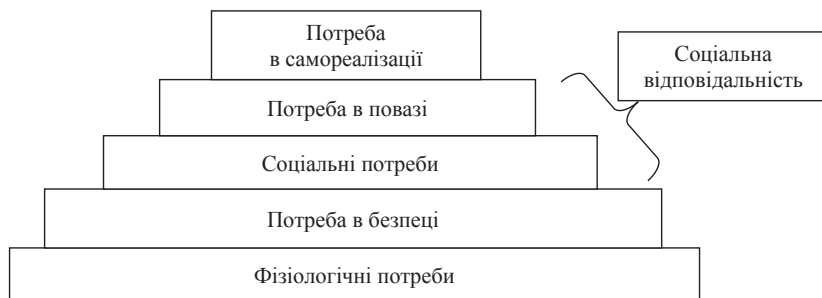 Потреба
в самореалізації
Соціальна
відповідальність
Потреба в повазі
Соціальні потреби
Потреба в безпеці
Фізіологічні потреби